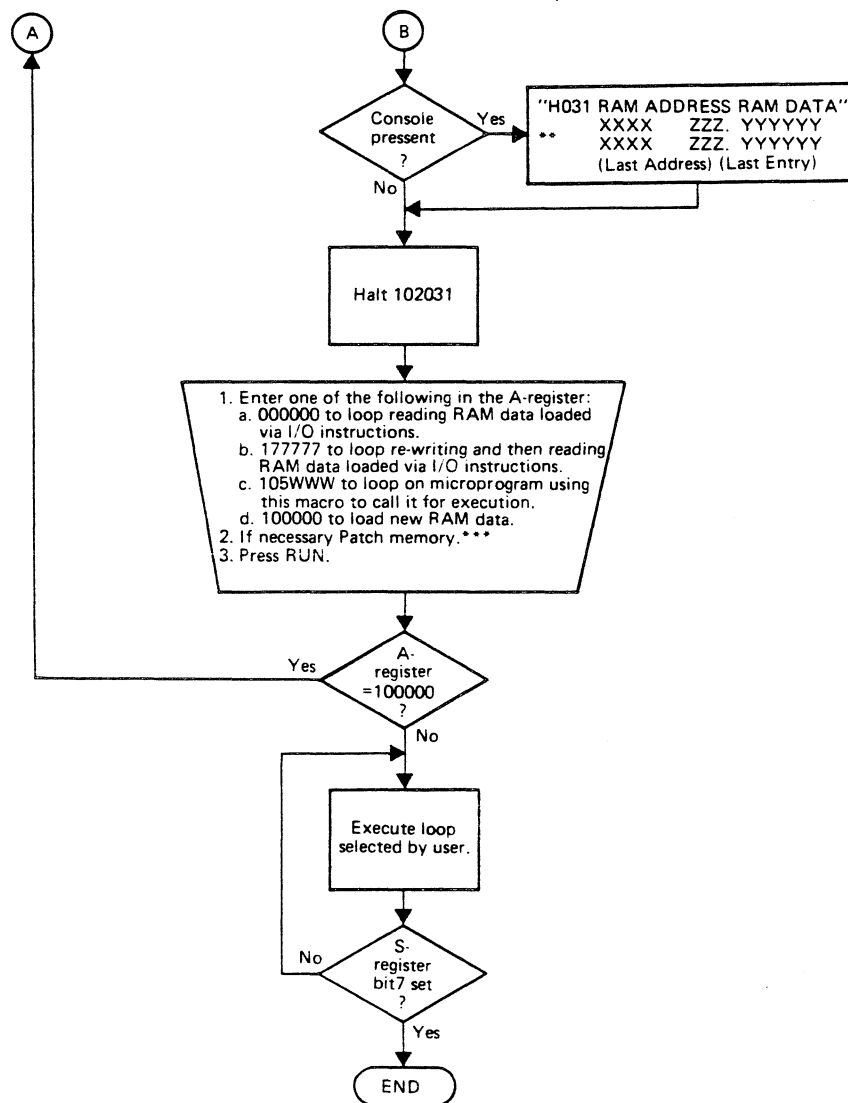 A
B
Console
pressent
?
Yes
No
"H031 RAM ADDRESS RAM DATA"
XXXX ZZZ. YYYYYY
**
XXXX ZZZ. YYYYYY
(Last Address) (Last Entry)
Halt 102031
1. Enter one of the following in the A-register:
a. 000000 to loop reading RAM data loaded
via I/O instructions.
b. 177777 to loop re-writing and then reading
RAM data loaded via I/O instructions.
c. 105WWW to loop on microprogram using
this macro to call it for execution.
d. 100000 to load new RAM data.
2. If necessary Patch memory.***
3. Press RUN.
Yes
A-
register
=100000
?
No
Execute loop
selected by user.
No
S-
register
bit7 set
?
Yes
END